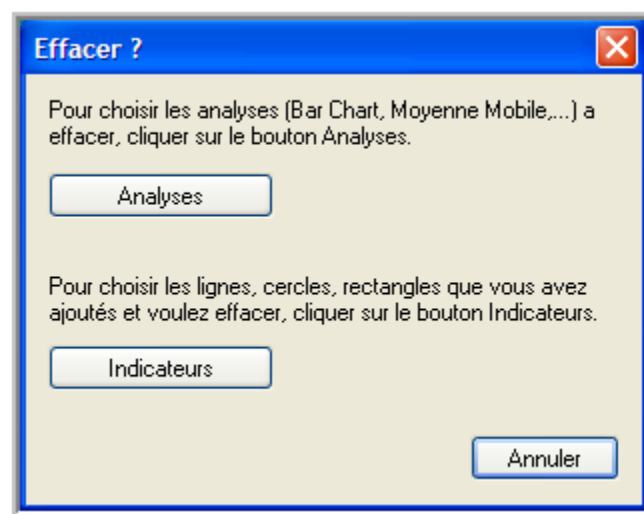 Effacer ?
Pour choisir les analyses (Bar Chart, Moyenne Mobile,...) a
effacer, cliquer sur le bouton Analyses.
Analyses
Pour choisir les lignes, cercles, rectangles que vous avez
ajoutés et voulez effacer, cliquer sur le bouton Indicateurs.
Indicateurs
Annuler